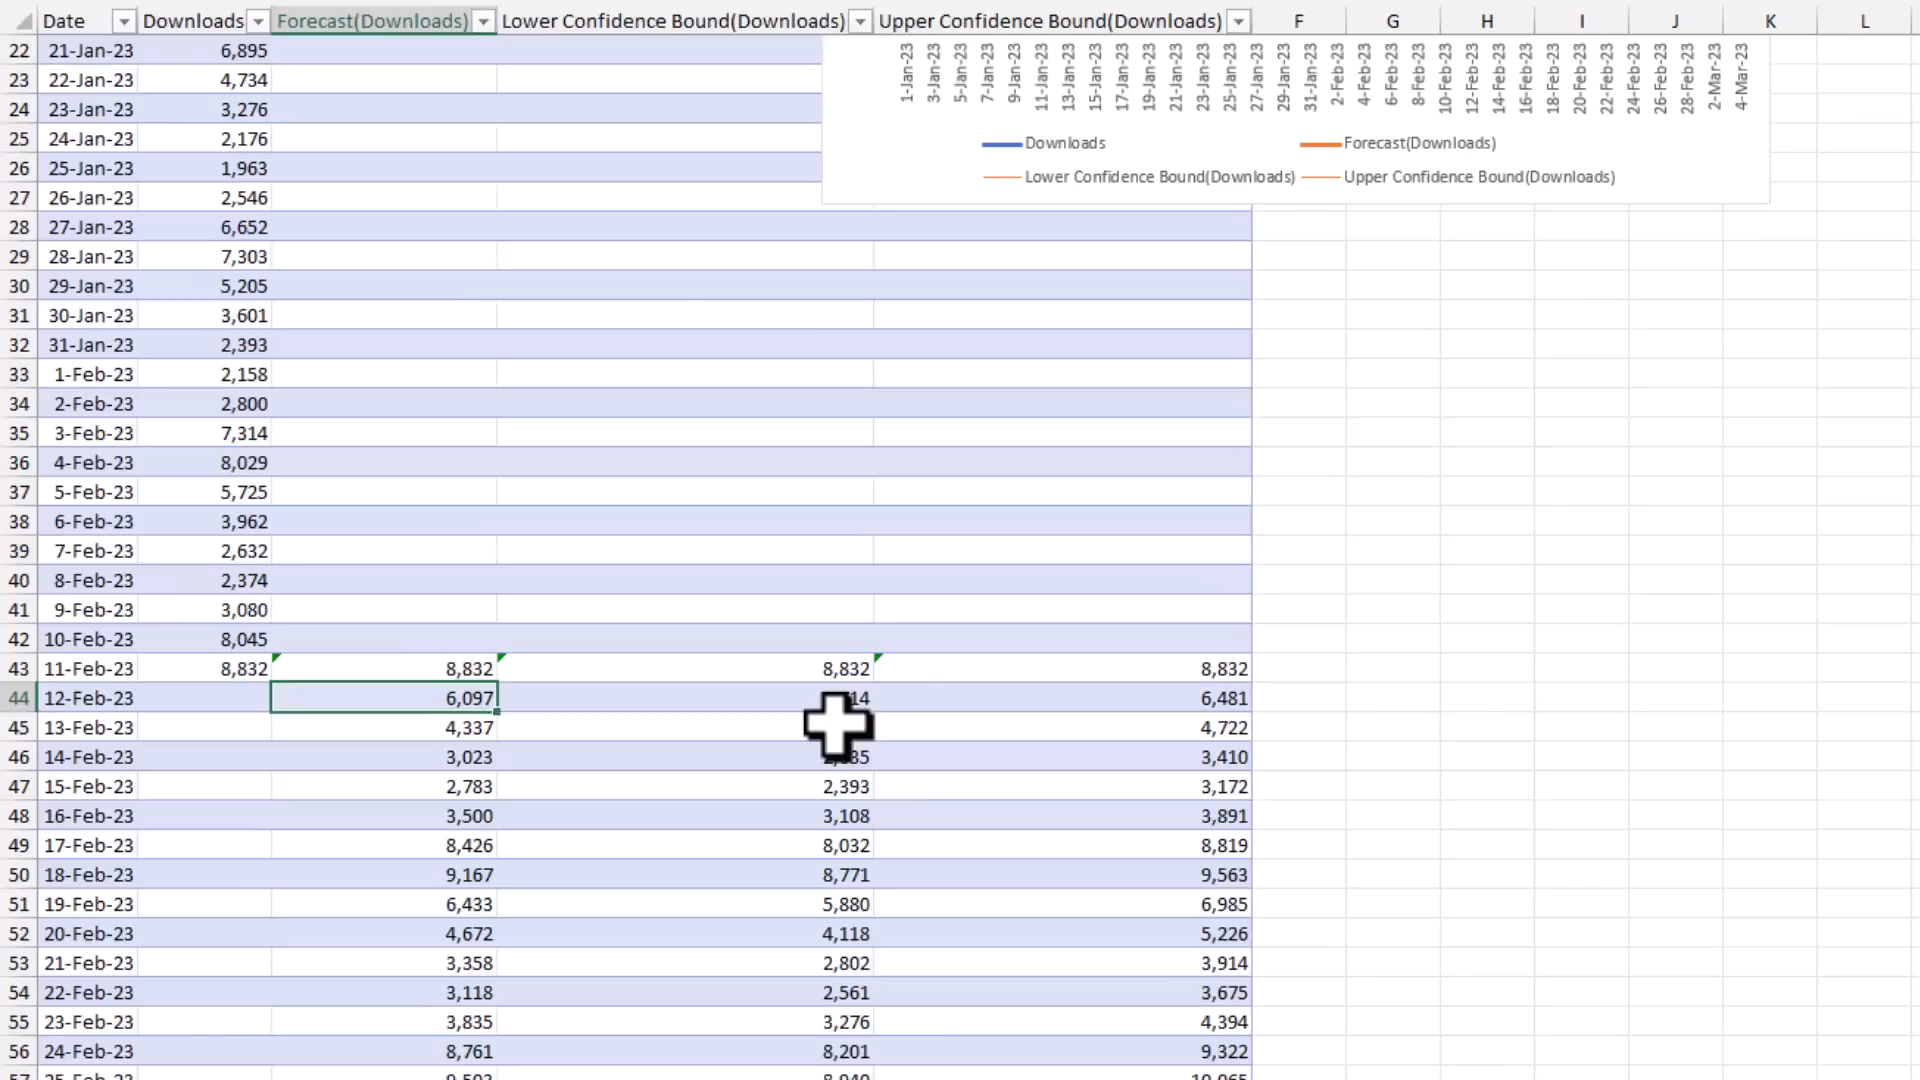 Date Downloads Forecast(Downloads) Lower Confidence Bound(Downloads) Upper Confidence Bound(Downloads) F G H I J K L
1-Jan-23 3-Jan-23 5-Jan-23 7-Jan-23 9-Jan-23 11-Jan-23 13-Jan-23 15-Jan-23 17-Jan-23 19-Jan-23 21-Jan-23 23-Jan-23 25-Jan-23 27-Jan-23 29-Jan-23 31-Jan-23 2-Feb-23 4-Feb-23 6-Feb-23 8-Feb-23 10-Feb-23 12-Feb-23 14-Feb-23 16-Feb-23 18-Feb-23 20-Feb-23 22-Feb-23 24-Feb-23 26-Feb-23 28-Feb-23 2-Mar-23 4-Mar-23
Downloads Forecast(Downloads)
Lower Confidence Bound(Downloads) Upper Confidence Bound(Downloads)
22 21-Jan-23 6,895
23 22-Jan-23 4,734
24 23-Jan-23 3,276
25 24-Jan-23 2,176
26 25-Jan-23 1,963
27 26-Jan-23 2,546
28 27-Jan-23 6,652
29 28-Jan-23 7,303
30 29-Jan-23 5,205
31 30-Jan-23 3,601
32 31-Jan-23 2,393
33 1-Feb-23 2,158
34 2-Feb-23 2,800
35 3-Feb-23 7,314
36 4-Feb-23 8,029
37 5-Feb-23 5,725
38 6-Feb-23 3,962
39 7-Feb-23 2,632
40 8-Feb-23 2,374
41 9-Feb-23 3,080
42 10-Feb-23 8,045
43 11-Feb-23 8,832 8,832 8,832 8,832
44 12-Feb-23 6,097 6,481
45 13-Feb-23 4,337 4,722
46 14-Feb-23 3,023 3,410
47 15-Feb-23 2,783 2,393 3,172
48 16-Feb-23 3,500 3,108 3,891
49 17-Feb-23 8,426 8,032 8,819
50 18-Feb-23 9,167 8,771 9,563
51 19-Feb-23 6,433 5,880 6,985
52 20-Feb-23 4,672 4,118 5,226
53 21-Feb-23 3,358 2,802 3,914
54 22-Feb-23 3,118 2,561 3,675
55 23-Feb-23 3,835 3,276 4,394
56 24-Feb-23 8,761 8,201 9,322